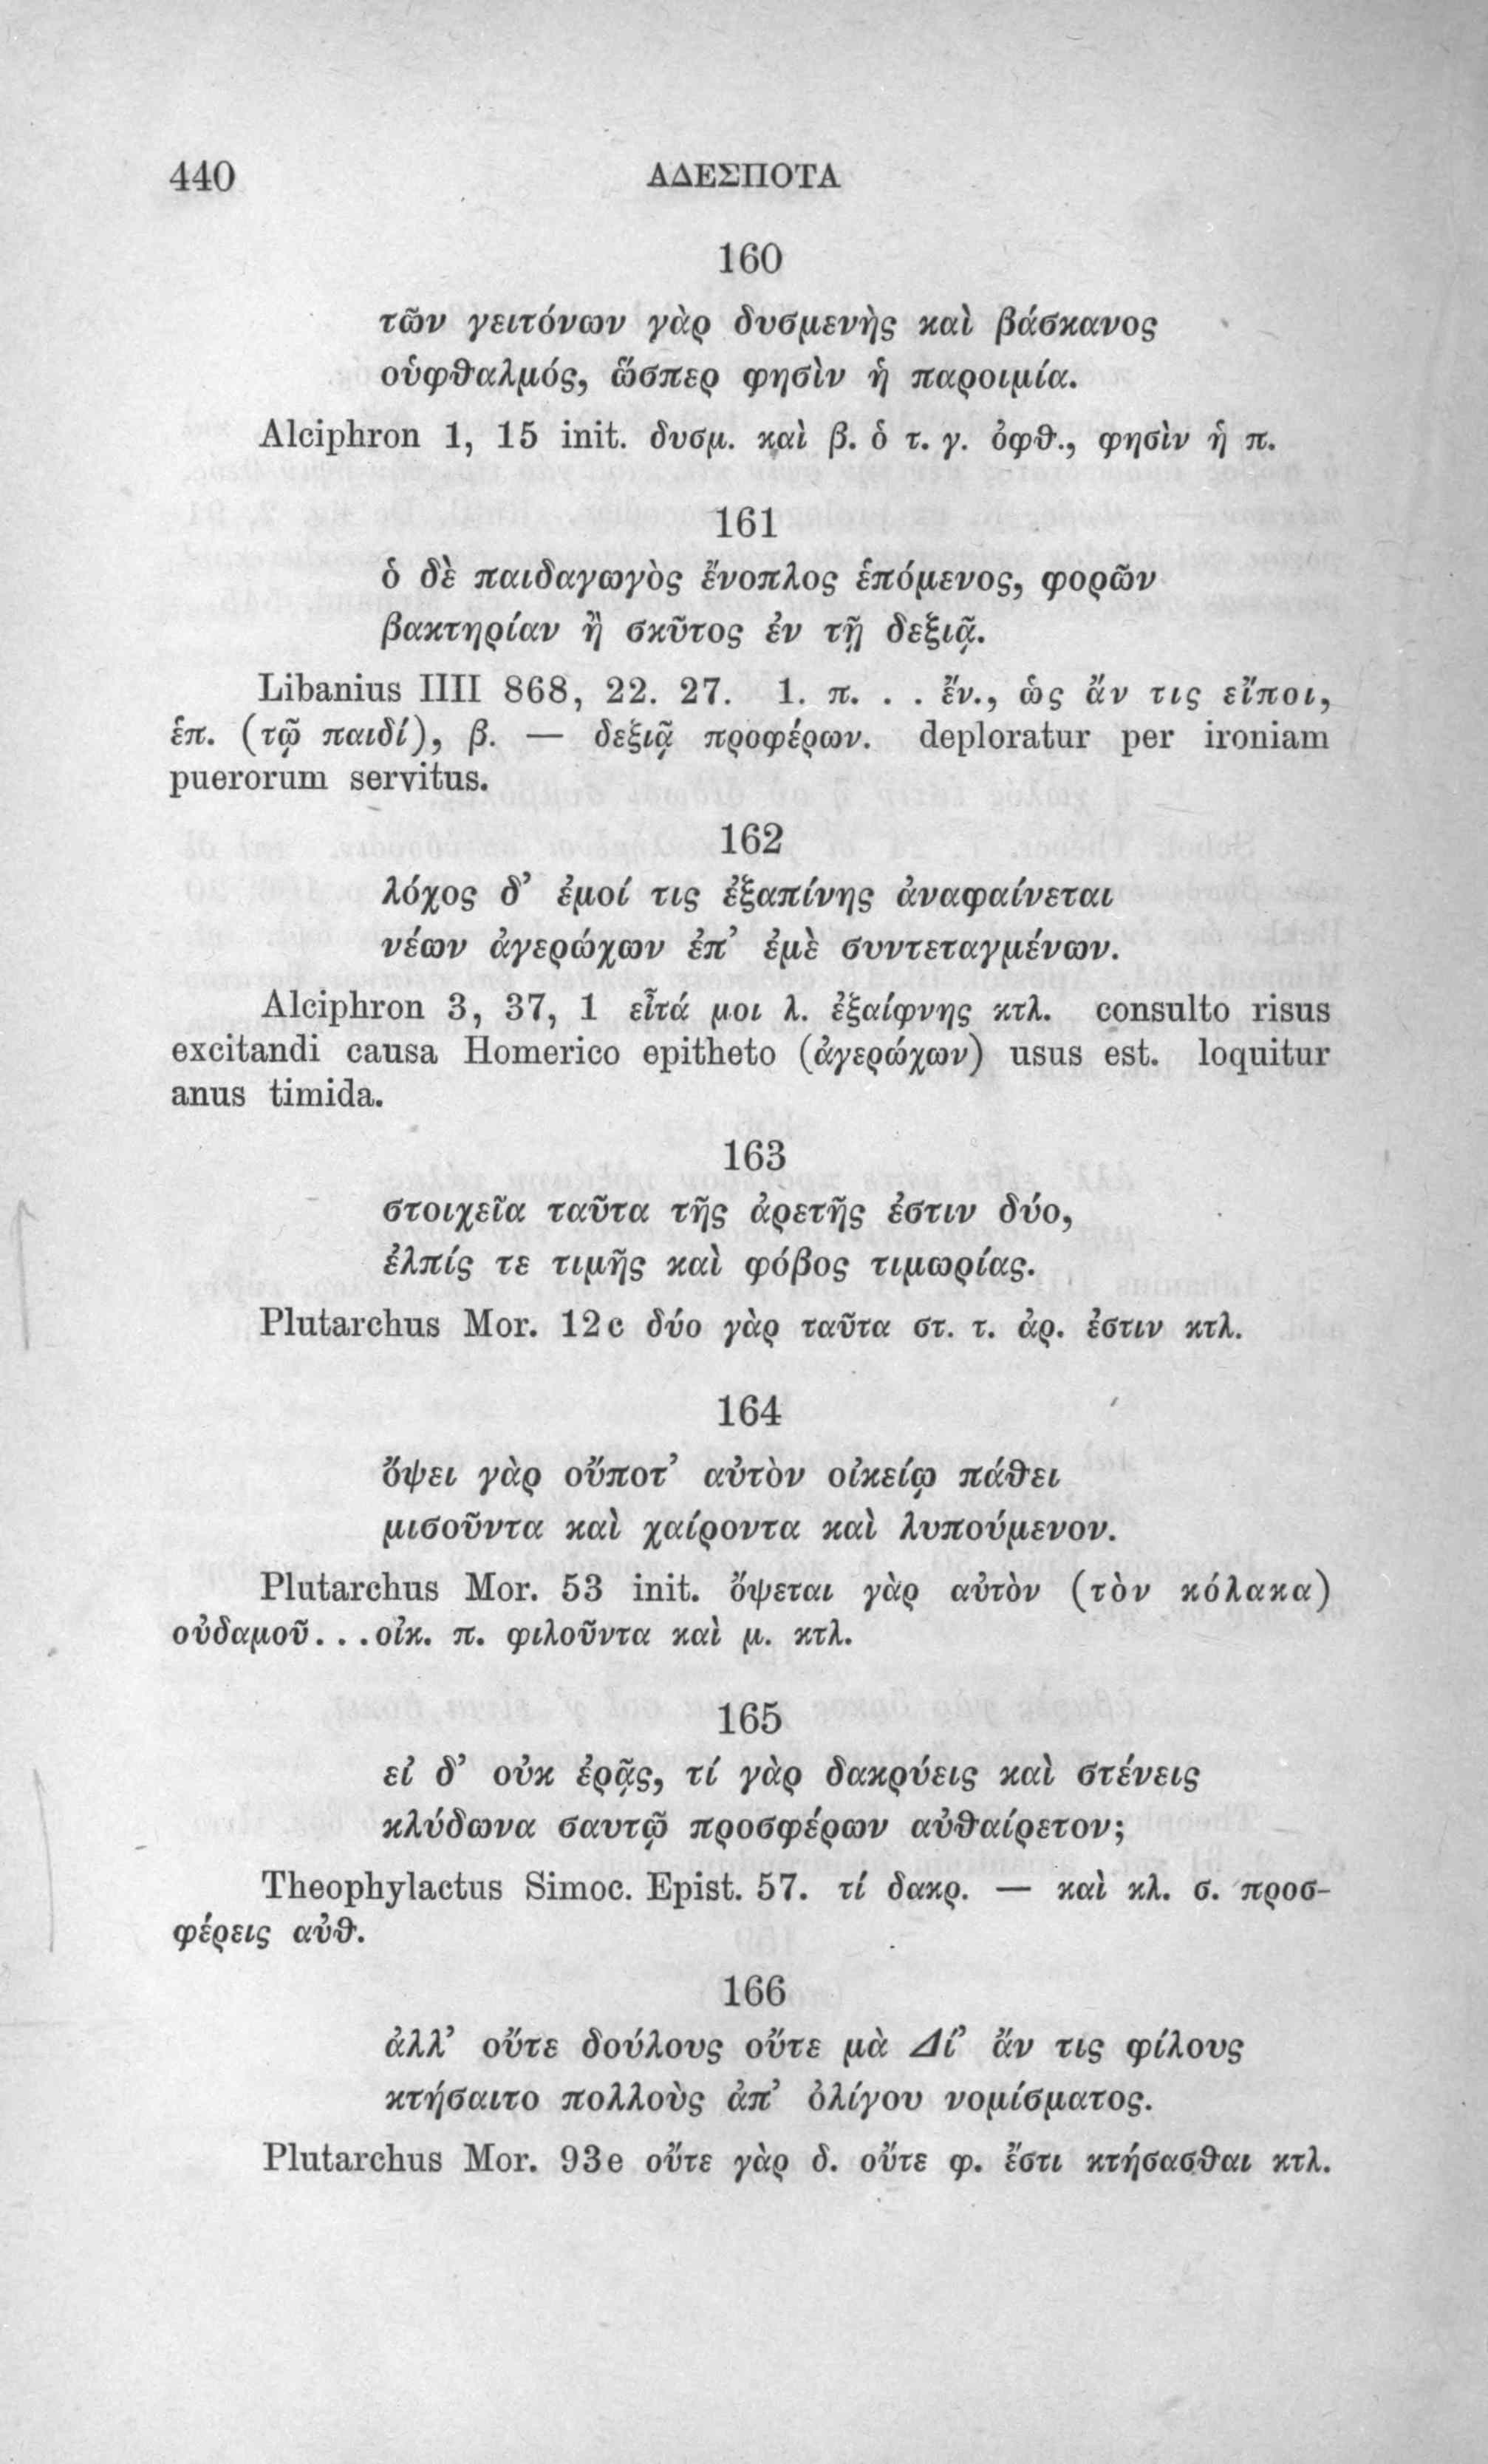 440 ΑΔΕΣΠΟΤΑ
160
τῶν γειτόνων γὰρ δυσμενὴς καὶ βάσκανος
οὑφθαλμός, ὥσπερ φησὶν ἡ παροιμία.
Alciphron 1, 15 init. δυσμ. καὶ β. ὁ τ. γ. ὀφθ., φησὶν ἡ π.
161
ὁ δὲ παιδαγωγὸς ἔνοπλος ἑπόμενος, φορῶν
βακτηρίαν ἢ σκῦτος ἐν τῇ δεξιᾷ.
Libanius IIII 868, 22. 27. 1. π. . . ἔν., ὡς ἄν τις εἴποι,
ἑπ. (τῷ παιδί), β. — δεξιᾷ προφέρων. deploratur per ironiam
puerorum servitus.
162
λόχος δ’ ἐμοί τις ἐξαπίνης ἀναφαίνεται
νέων ἀγερώχων ἐπ’ ἐμὲ συντεταγμένων.
Alciphron 3, 37, 1 εἶτά μοι λ. ἐξαίφνης κτλ. consulto risus
excitandi causa Homerico epitheto (ἀγερώχων) usus est. loquitur
anus timida.
163
στοιχεῖα ταῦτα τῆς ἀρετῆς ἐστιν δύο,
ἐλπίς τε τιμῆς καὶ φόβος τιμωρίας.
Plutarchus Mor. 12c δύο γὰρ ταῦτα στ. τ. ἀρ. ἐστιν κτλ.
164
ὄψει γὰρ οὔποτ’ αὐτὸν οἰκείῳ πάθει
μισοῦντα καὶ χαίροντα καὶ λυπούμενον.
Plutarchus Mor. 53 init. ὄψεται γὰρ αὐτὸν (τὸν κόλακα)
οὐδαμοῦ...οἰκ. π. φιλοῦντα καὶ μ. κτλ.
165
εἰ δ’ οὐκ ἐρᾷς, τί γὰρ δακρύεις καὶ στένεις
κλύδωνα σαυτῷ προσφέρων αὐθαίρετον;
Theophylactus Simoc. Epist. 57. τί δακρ. — καὶ κλ. σ. προσ-
φέρεις αὐθ.
166
ἀλλ’ οὔτε δούλους οὔτε μὰ Δί’ ἄν τις φίλους
κτήσαιτο πολλοὺς ἀπ’ ὀλίγου νομίσματος.
Plutarchus Mor. 93e οὔτε γὰρ δ. οὔτε φ. ἔστι κτήσασθαι κτλ.